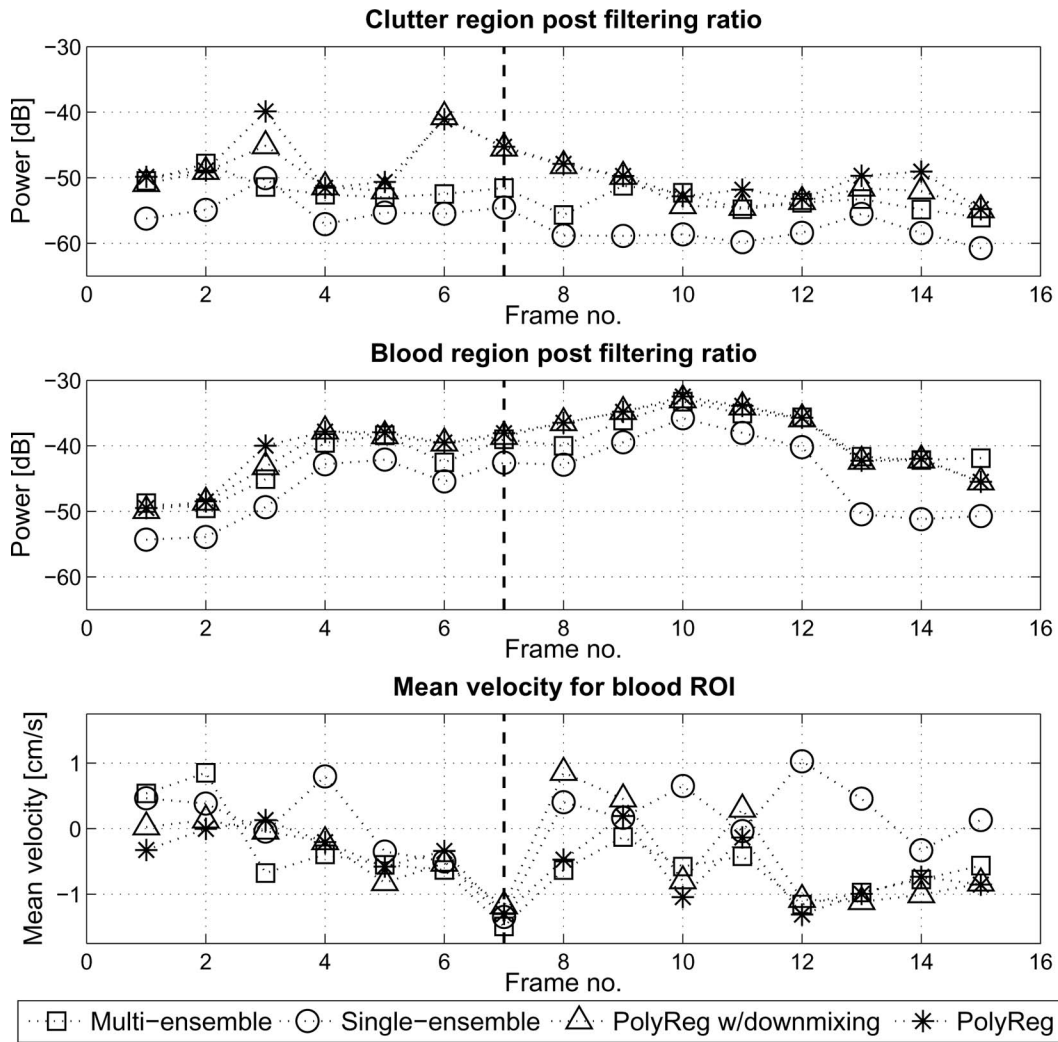 Clutter region post filtering ratio
Power [dB]
−30
−40
−50
−60
0 2 4 6 8 10 12 14 16
Frame no.
Blood region post filtering ratio
Power [dB]
−30
−40
−50
−60
0 2 4 6 8 10 12 14 16
Frame no.
Mean velocity for blood ROI
Mean velocity [cm/s]
1
0
−1
0 2 4 6 8 10 12 14 16
Frame no.
Multi−ensemble Single−ensemble PolyReg w/downmixing PolyReg